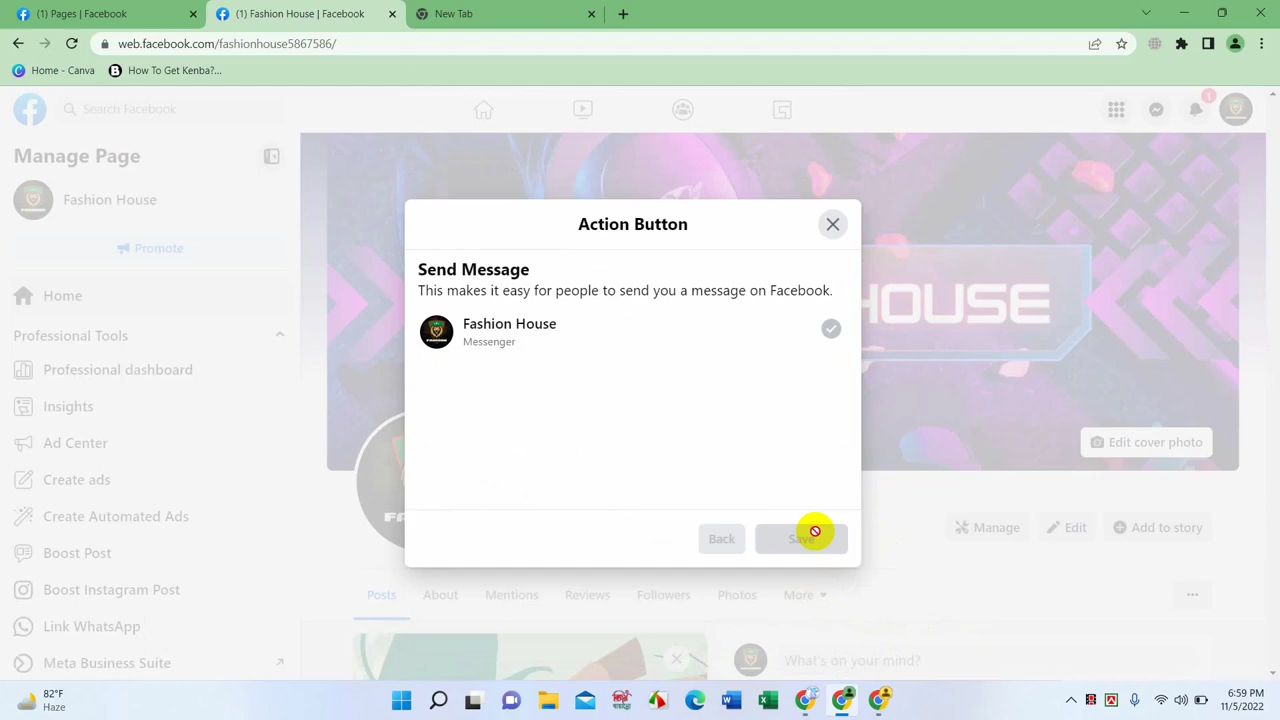 Pages | Facebook
Fashion House | Facebook
New Tab
web.facebook.com/fashionhouse5867586/
Home - Canva
How To Get Kenba?...
Search Facebook
1
Manage Page
Fashion House
Promote
Home
Professional Tools
Professional dashboard
Insights
Ad Center
Create ads
Create Automated Ads
Boost Post
Boost Instagram Post
Link WhatsApp
Meta Business Suite
HOUSE
Edit cover photo
Action Button
Send Message
This makes it easy for people to send you a message on Facebook.
Fashion House
Messenger
Back
Save
Manage
Edit
Add to story
Posts
About
Mentions
Reviews
Followers
Photos
More
What's on your mind?
82°F
Haze
6:59 PM
11/5/2022